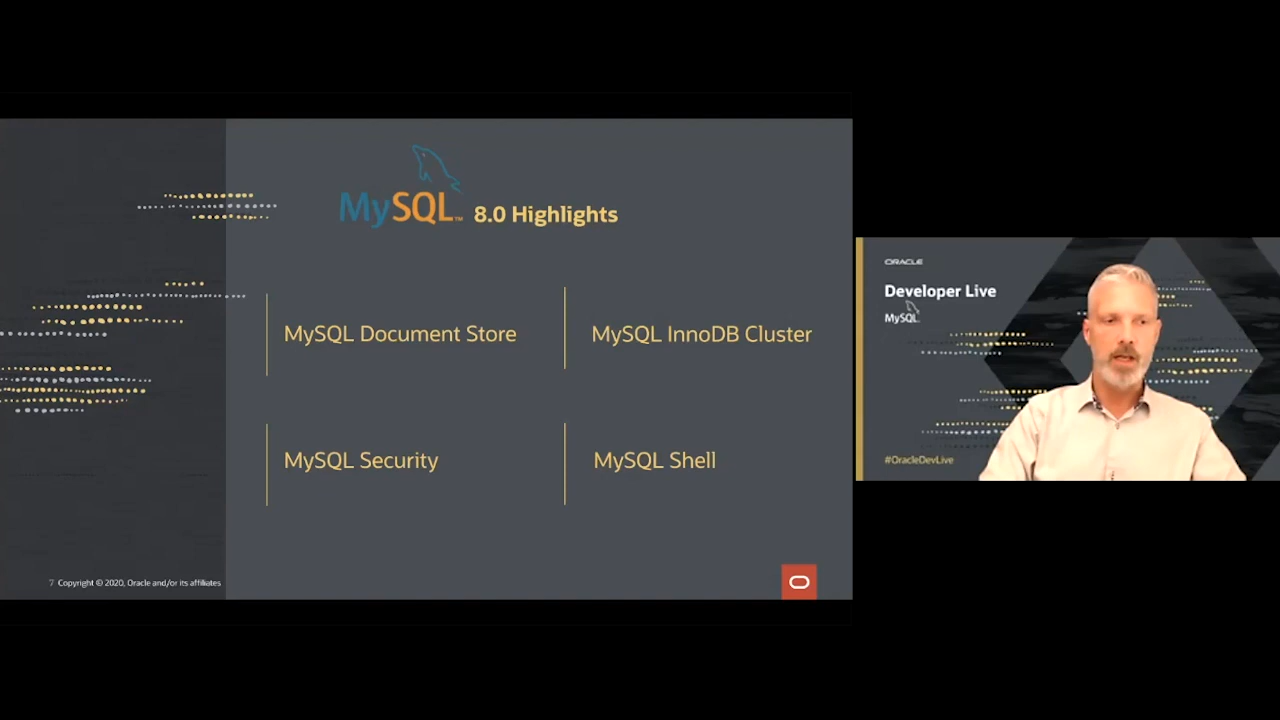 MySQL™ 8.0 Highlights
MySQL Document Store
MySQL InnoDB Cluster
MySQL Security
MySQL Shell
7 Copyright © 2020, Oracle and/or its affiliates
ORACLE
Developer Live
MySQL
#OracleDevLive